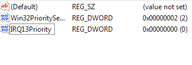 (Default) REG_SZ (value not set)
Win32PrioritySe... REG_DWORD 0x00000002 (2)
IRQ13Priority REG_DWORD 0x00000000 (0)